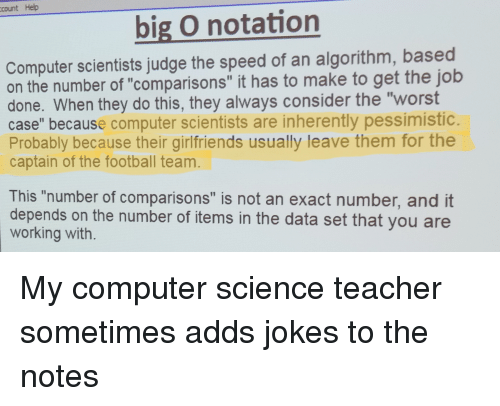 count Help
big O notation
Computer scientists judge the speed of an algorithm, based
on the number of "comparisons" it has to make to get the job
done. When they do this, they always consider the "worst
case" because computer scientists are inherently pessimistic.
Probably because their girlfriends usually leave them for the
captain of the football team.
This "number of comparisons" is not an exact number, and it
depends on the number of items in the data set that you are
working with.
My computer science teacher
sometimes adds jokes to the
notes